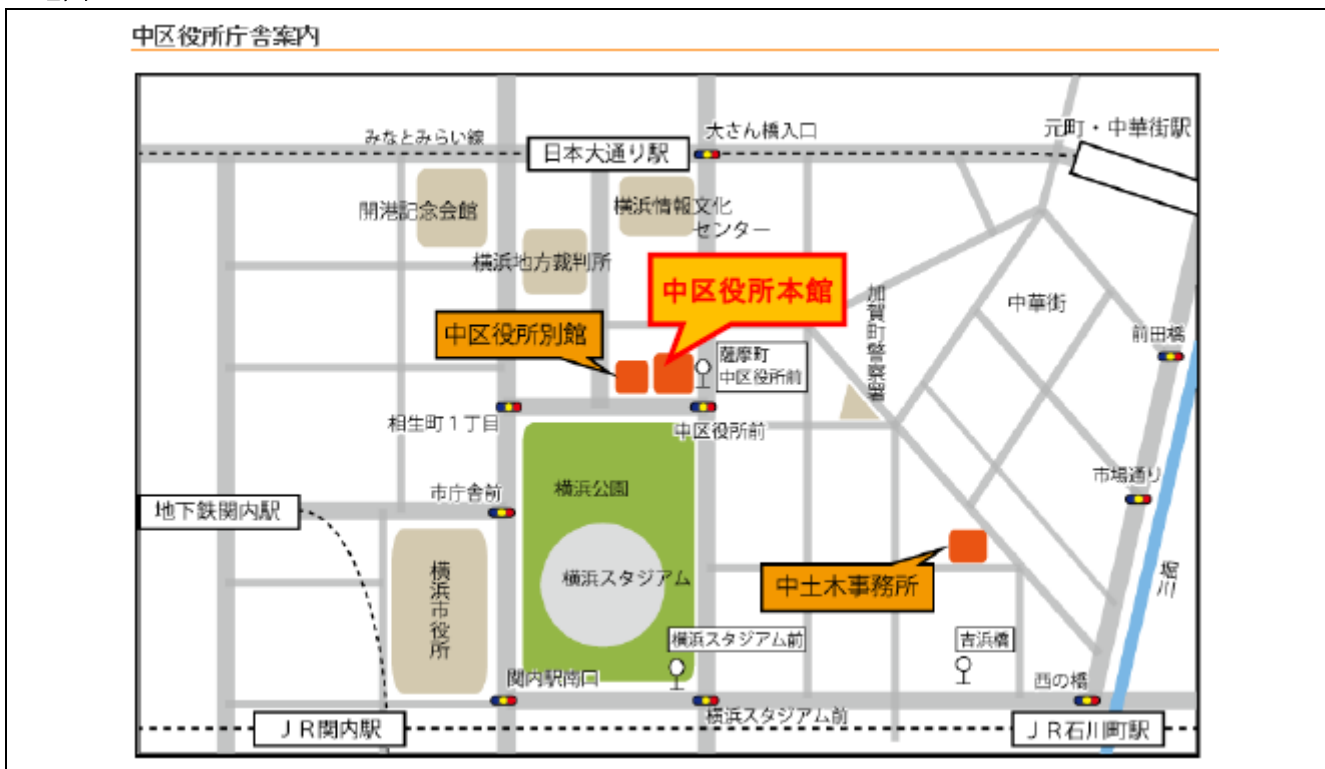 中区役所庁舎案内
みなとみらい線
日本大通り駅
大さん橋入口
元町・中華街駅
開港記念会館
横浜情報文化
センター
横浜地方裁判所
中区役所本館
加賀町警察署
中華街
中区役所別館
薩摩町
中区役所前
前田橋
相生町1丁目
中区役所前
市庁舎前
横浜公園
市場通り
地下鉄関内駅
横浜市役所
横浜スタジアム
中土木事務所
堀川
横浜スタジアム前
吉浜橋
関内駅南口
西の橋
横浜スタジアム前
JR関内駅
JR石川町駅